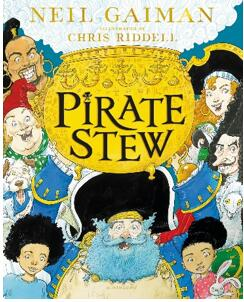 NEIL GAIMAN
ILLUSTRATED BY
CHRIS RIDDELL
PIRATE
STEW